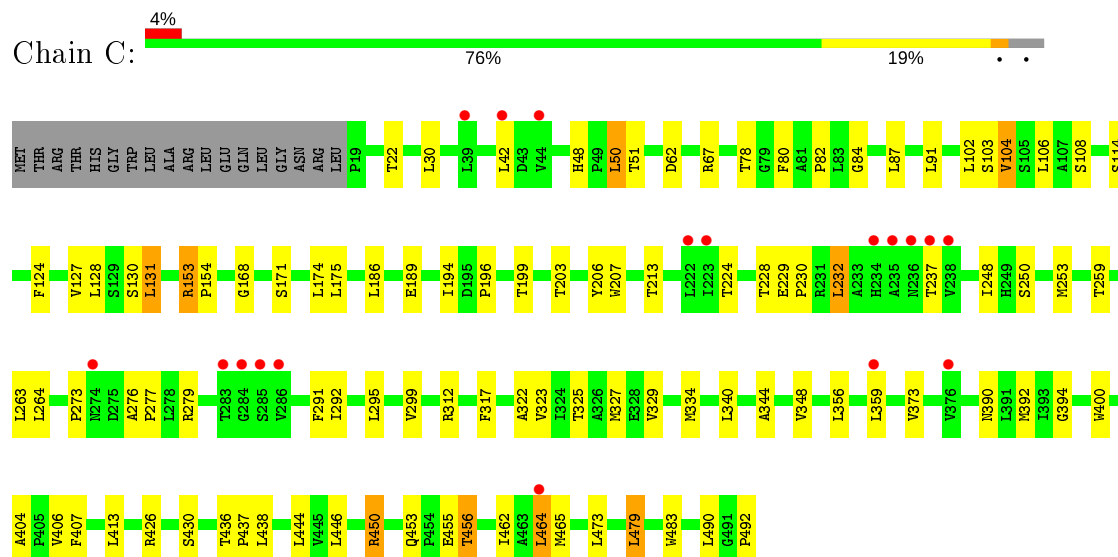 4%
Chain C:
76% 19% • •
MET THR ARG THR HIS GLY TRP LEU ALA ARG LEU GLU GLN LEU GLY ASN ARG LEU P19 T22 L30 L39 L42 D43 V44 H48 P49 L50 T51 D62 R67 T78 G79 F80 A81 P82 L83 G84 L87 L91 L102 S103 V104 S105 L106 A107 S108 S114
F124 V127 L128 S129 S130 L131 R153 P154 G168 S171 L174 L175 L186 E189 I194 D195 P196 T199 T203 Y206 W207 T213 L222 I223 T224 T228 E229 P230 R231 L232 A233 H234 A235 N236 T237 V238 I248 H249 S250 M253 T259
L263 L264 P273 N274 D275 A276 P277 L278 R279 T283 G284 S285 V286 F291 I292 L295 V299 R312 F317 A322 V323 L324 T325 A326 M327 E328 V329 M334 L340 A344 V348 L356 L359 V373 V376 N390 L391 M392 I393 G394 W400
A404 P405 V406 F407 L413 R426 S430 T436 P437 L438 L444 V445 L446 R450 Q453 P454 E455 T456 I462 A463 L464 M465 L473 L479 W483 L490 G491 P492